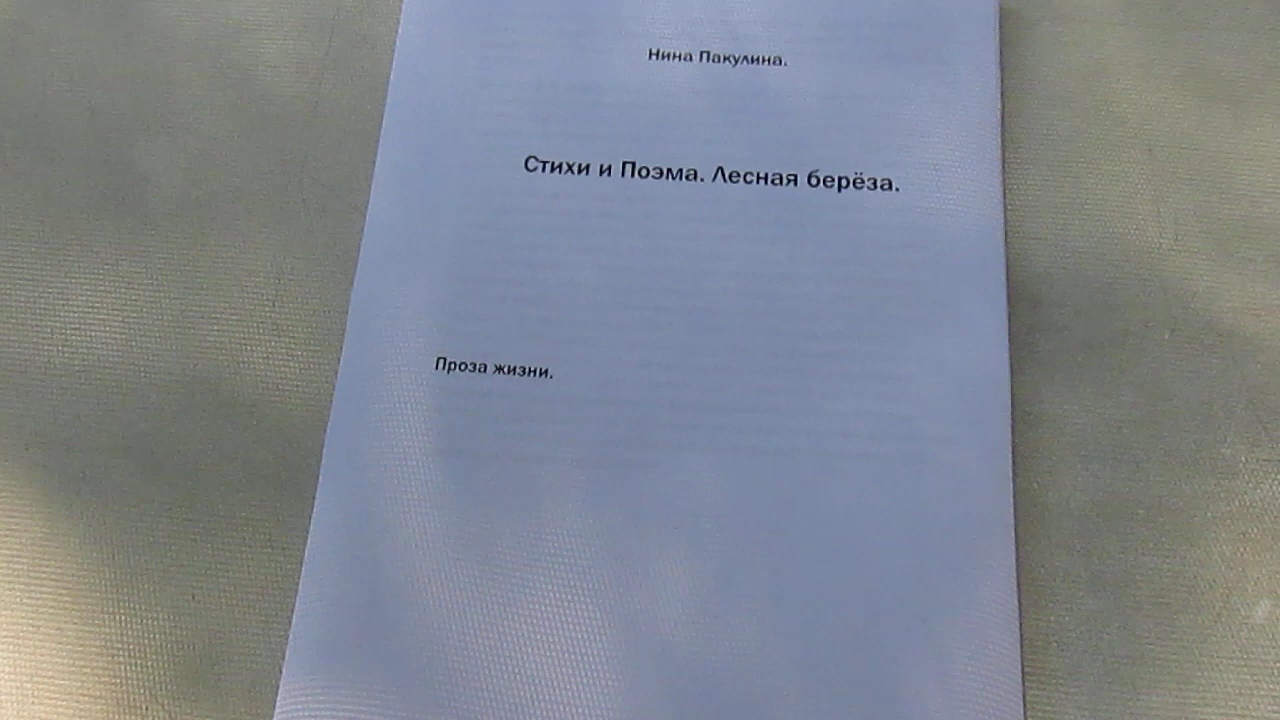 Нина Пакулина.
Стихи и Поэма. Лесная берёза.
Проза жизни.